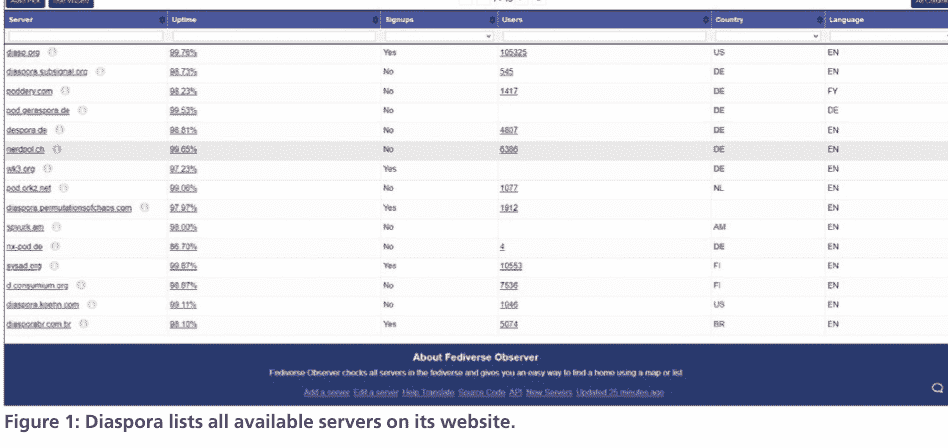 Server Uptime Signups Users Country Language
diasp.org 99.76% Yes 105325 US EN
diaspora.subsignal.org 98.73% No 545 DE EN
poddery.com 98.23% No 1417 DE FY
pod.geraspora.de 99.53% No DE DE
despora.de 98.81% No 4807 DE EN
nerdpol.ch 99.65% No 6386 DE EN
wk3.org 97.23% Yes DE EN
pod.orkz.net 99.06% No 1077 NL EN
diaspora.permutationsofchaos.com 97.97% Yes 1912 EN
spyurk.am 98.00% No AM EN
nx-pod.de 86.70% No 4 DE EN
sysad.org 99.87% Yes 10553 FI EN
d.consumium.org 98.87% No 7536 FI EN
diaspora.koehn.com 99.11% No 1046 US EN
diasporabr.com.br 98.10% Yes 5074 BR EN
About Fediverse Observer
Fediverse Observer checks all servers in the fediverse and gives you an easy way to find a home using a map or list
Add a server Edit a server Help Translate Source Code API New Servers Updated 25 minutes ago
Figure 1: Diaspora lists all available servers on its website.